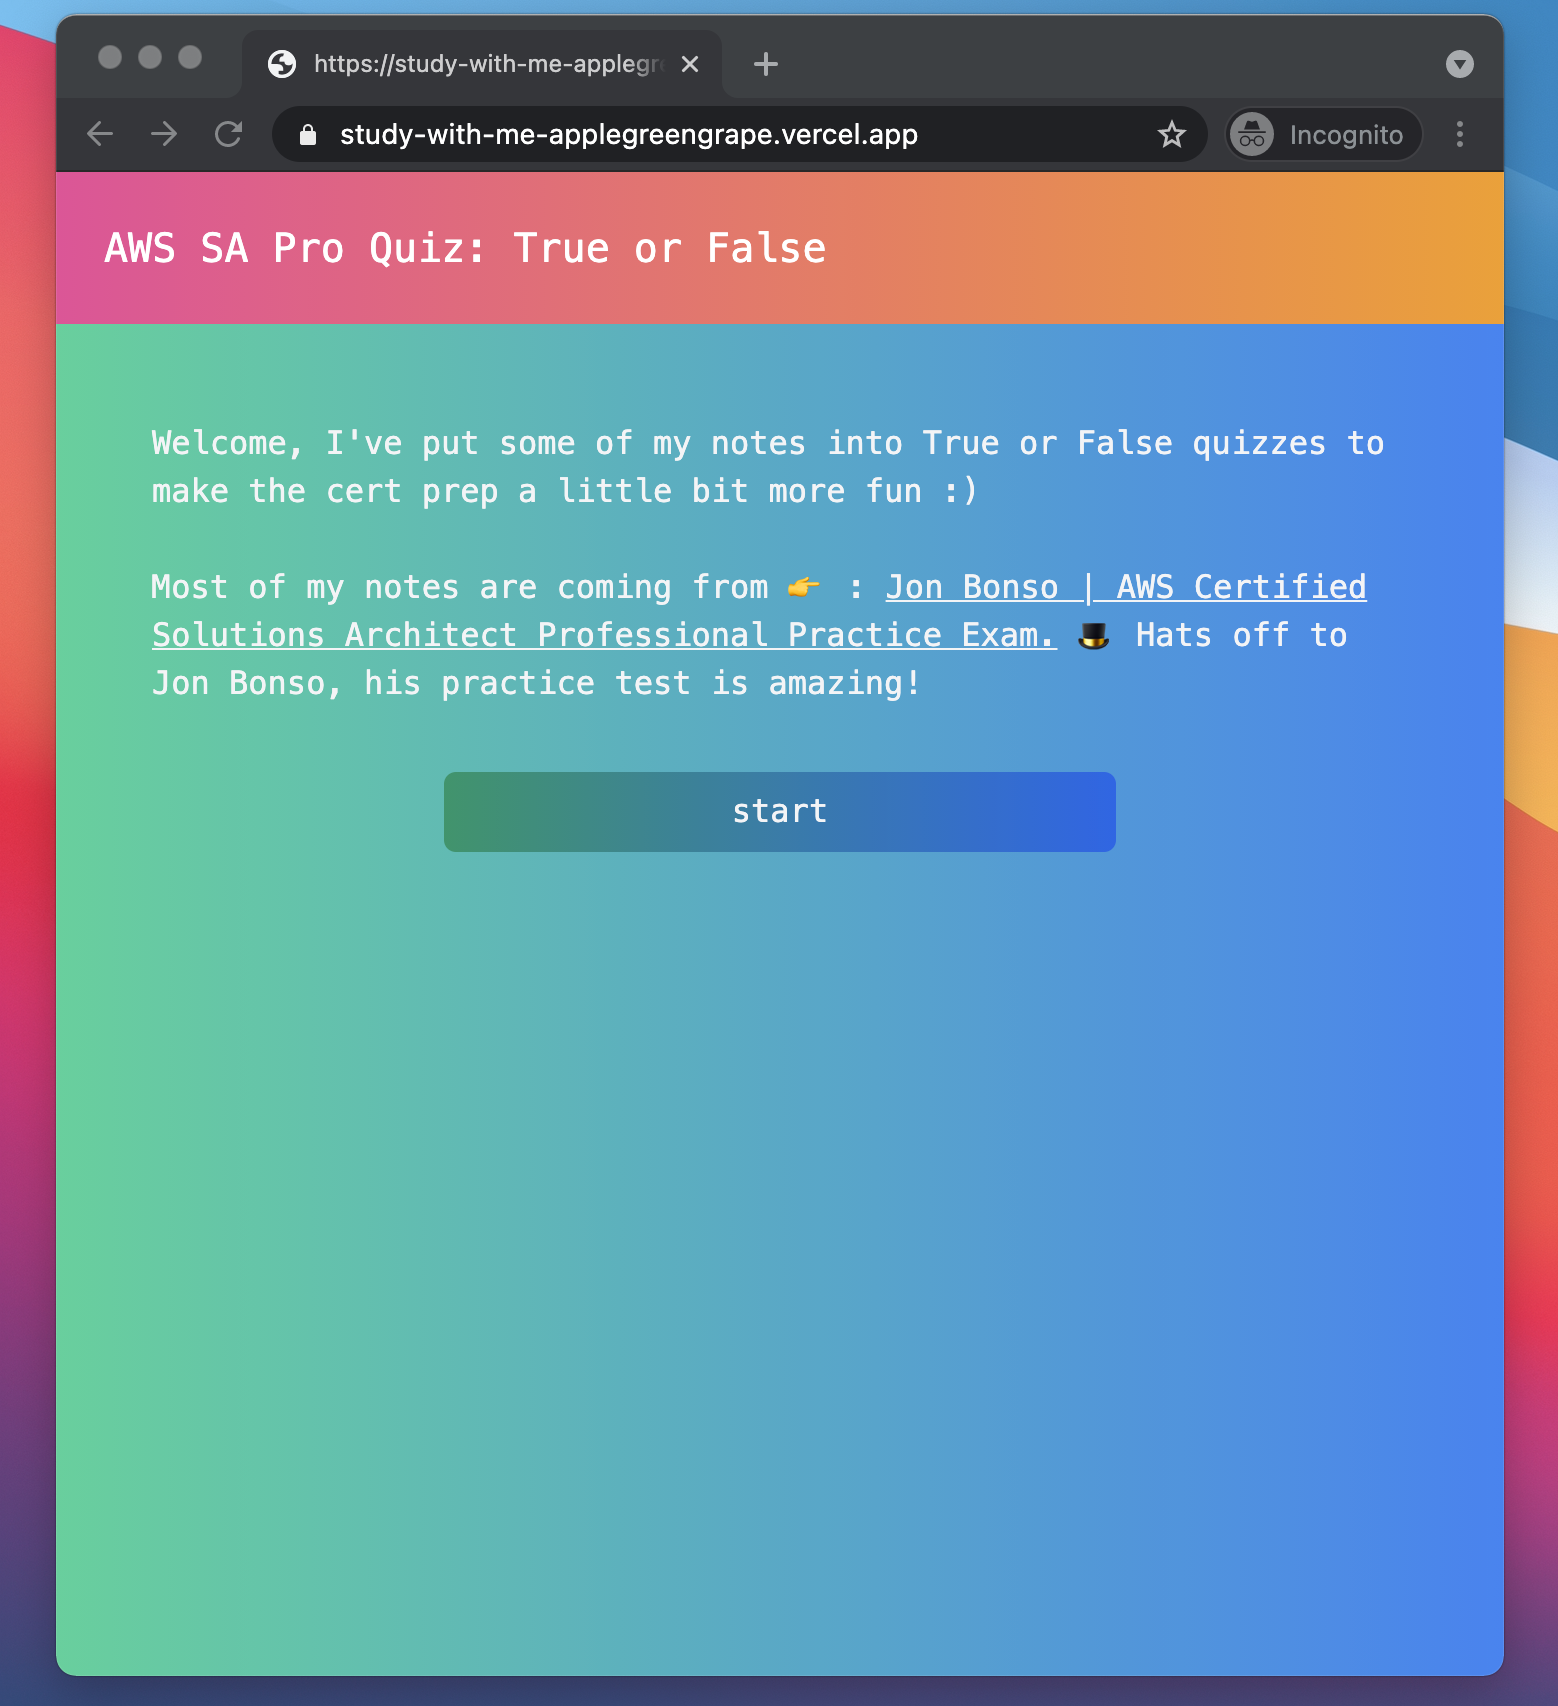 https://study-with-me-applegr
study-with-me-applegreengrape.vercel.app
Incognito
AWS SA Pro Quiz: True or False
Welcome, I've put some of my notes into True or False quizzes to
make the cert prep a little bit more fun :)
Most of my notes are coming from 👉 : Jon Bonso | AWS Certified
Solutions Architect Professional Practice Exam. 🎩 Hats off to
Jon Bonso, his practice test is amazing!
start